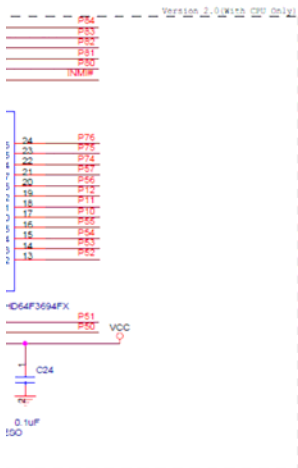 Version 2.0(With CPU Only)
P84
P83
P82
P81
P80
INMI#
24 P76
23 P75
22 P74
21 P57
20 P56
19 P12
18 P11
17 P10
16 P55
15 P54
14 P53
13 P52
HD64F3694FX
P51
P50
VCC
C24
0.1uF